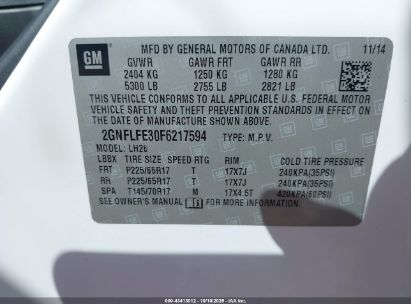 GM
MFD BY GENERAL MOTORS OF CANADA LTD. 11/14
GVWR GAWR FRT GAWR RR
2404 KG 1250 KG 1280 KG
5300 LB 2755 LB 2821 LB
THIS VEHICLE CONFORMS TO ALL APPLICABLE U.S. FEDERAL MOTOR
VEHICLE SAFETY AND THEFT PREVENTION STANDARDS IN EFFECT ON
THE DATE OF MANUFACTURE SHOWN ABOVE.
2GNFLFE30F6217594 TYPE: M.P.V.
MODEL: LH26
LBBX TIRE SIZE SPEED RTG RIM COLD TIRE PRESSURE
FRT P225/65R17 T 17X7J 240KPA(35PSI)
RR P225/65R17 T 17X7J 240KPA(35PSI)
SPA T145/70R17 M 17X4.5T 420KPA(60PSI)
SEE OWNER'S MANUAL FOR MORE INFORMATION
000-43413012 - 10/10/2025 - IAA